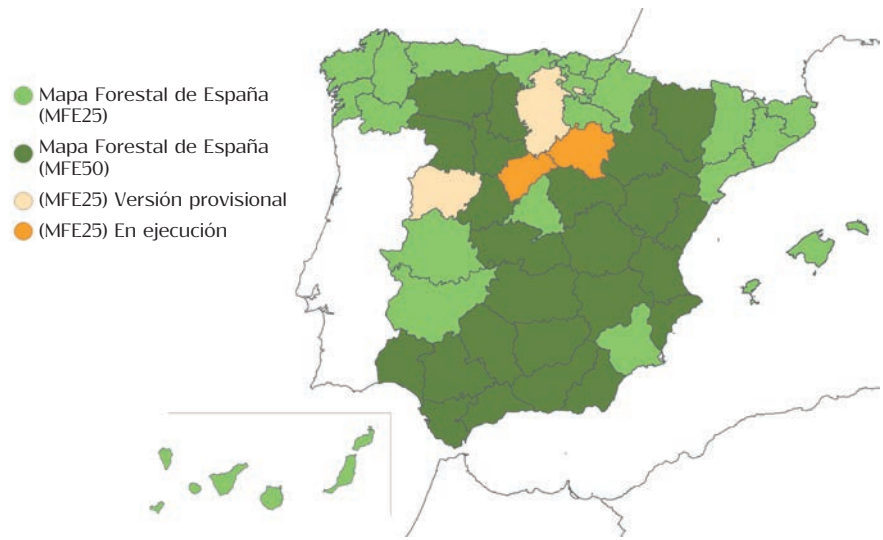 Mapa Forestal de España
(MFE25)
Mapa Forestal de España
(MFE50)
(MFE25) Versión provisional
(MFE25) En ejecución